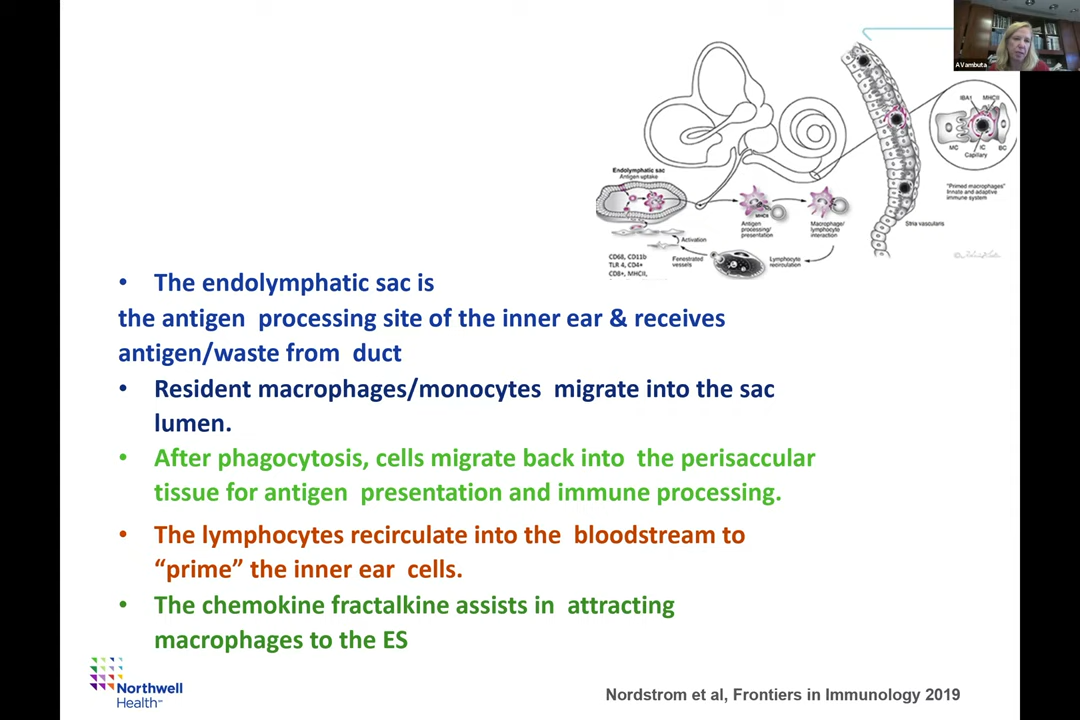 A Vambuta
IBA1 MHCII
MC IC BC
Capillary
"Primed macrophages"
Innate and adaptive
immune system
Stria vascularis
Endolymphatic sac
Antigen uptake
MHCII
Antigen
processing/
presentation
Macrophage/
lymphocyte
interaction
Activation
Fenestrated
vessels
Lymphocyte
recirculation
CD68, CD11b
TLR 4, CD4+
CD8+, MHCII,
• The endolymphatic sac is
the antigen processing site of the inner ear & receives
antigen/waste from duct
• Resident macrophages/monocytes migrate into the sac
lumen.
• After phagocytosis, cells migrate back into the perisaccular
tissue for antigen presentation and immune processing.
• The lymphocytes recirculate into the bloodstream to
“prime” the inner ear cells.
• The chemokine fractalkine assists in attracting
macrophages to the ES
Northwell
Health℠
Nordstrom et al, Frontiers in Immunology 2019